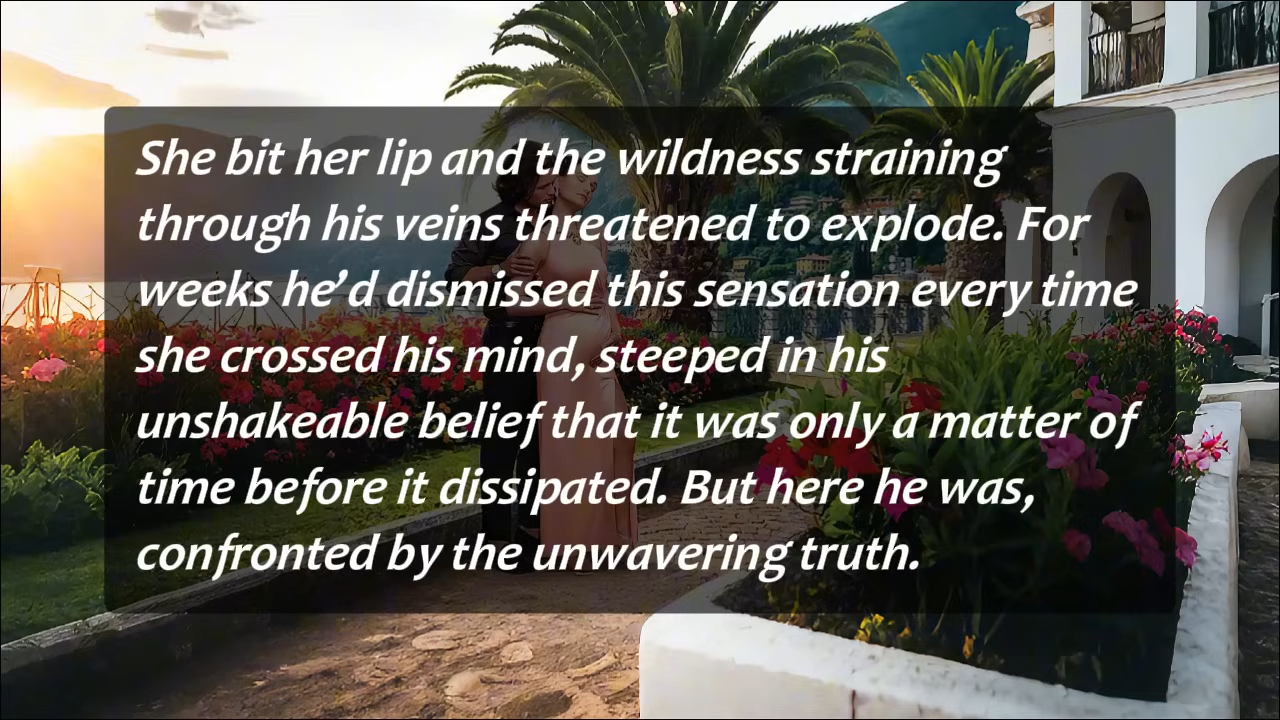 She bit her lip and the wildness straining
through his veins threatened to explode. For
weeks he’d dismissed this sensation every time
she crossed his mind, steeped in his
unshakeable belief that it was only a matter of
time before it dissipated. But here he was,
confronted by the unwavering truth.